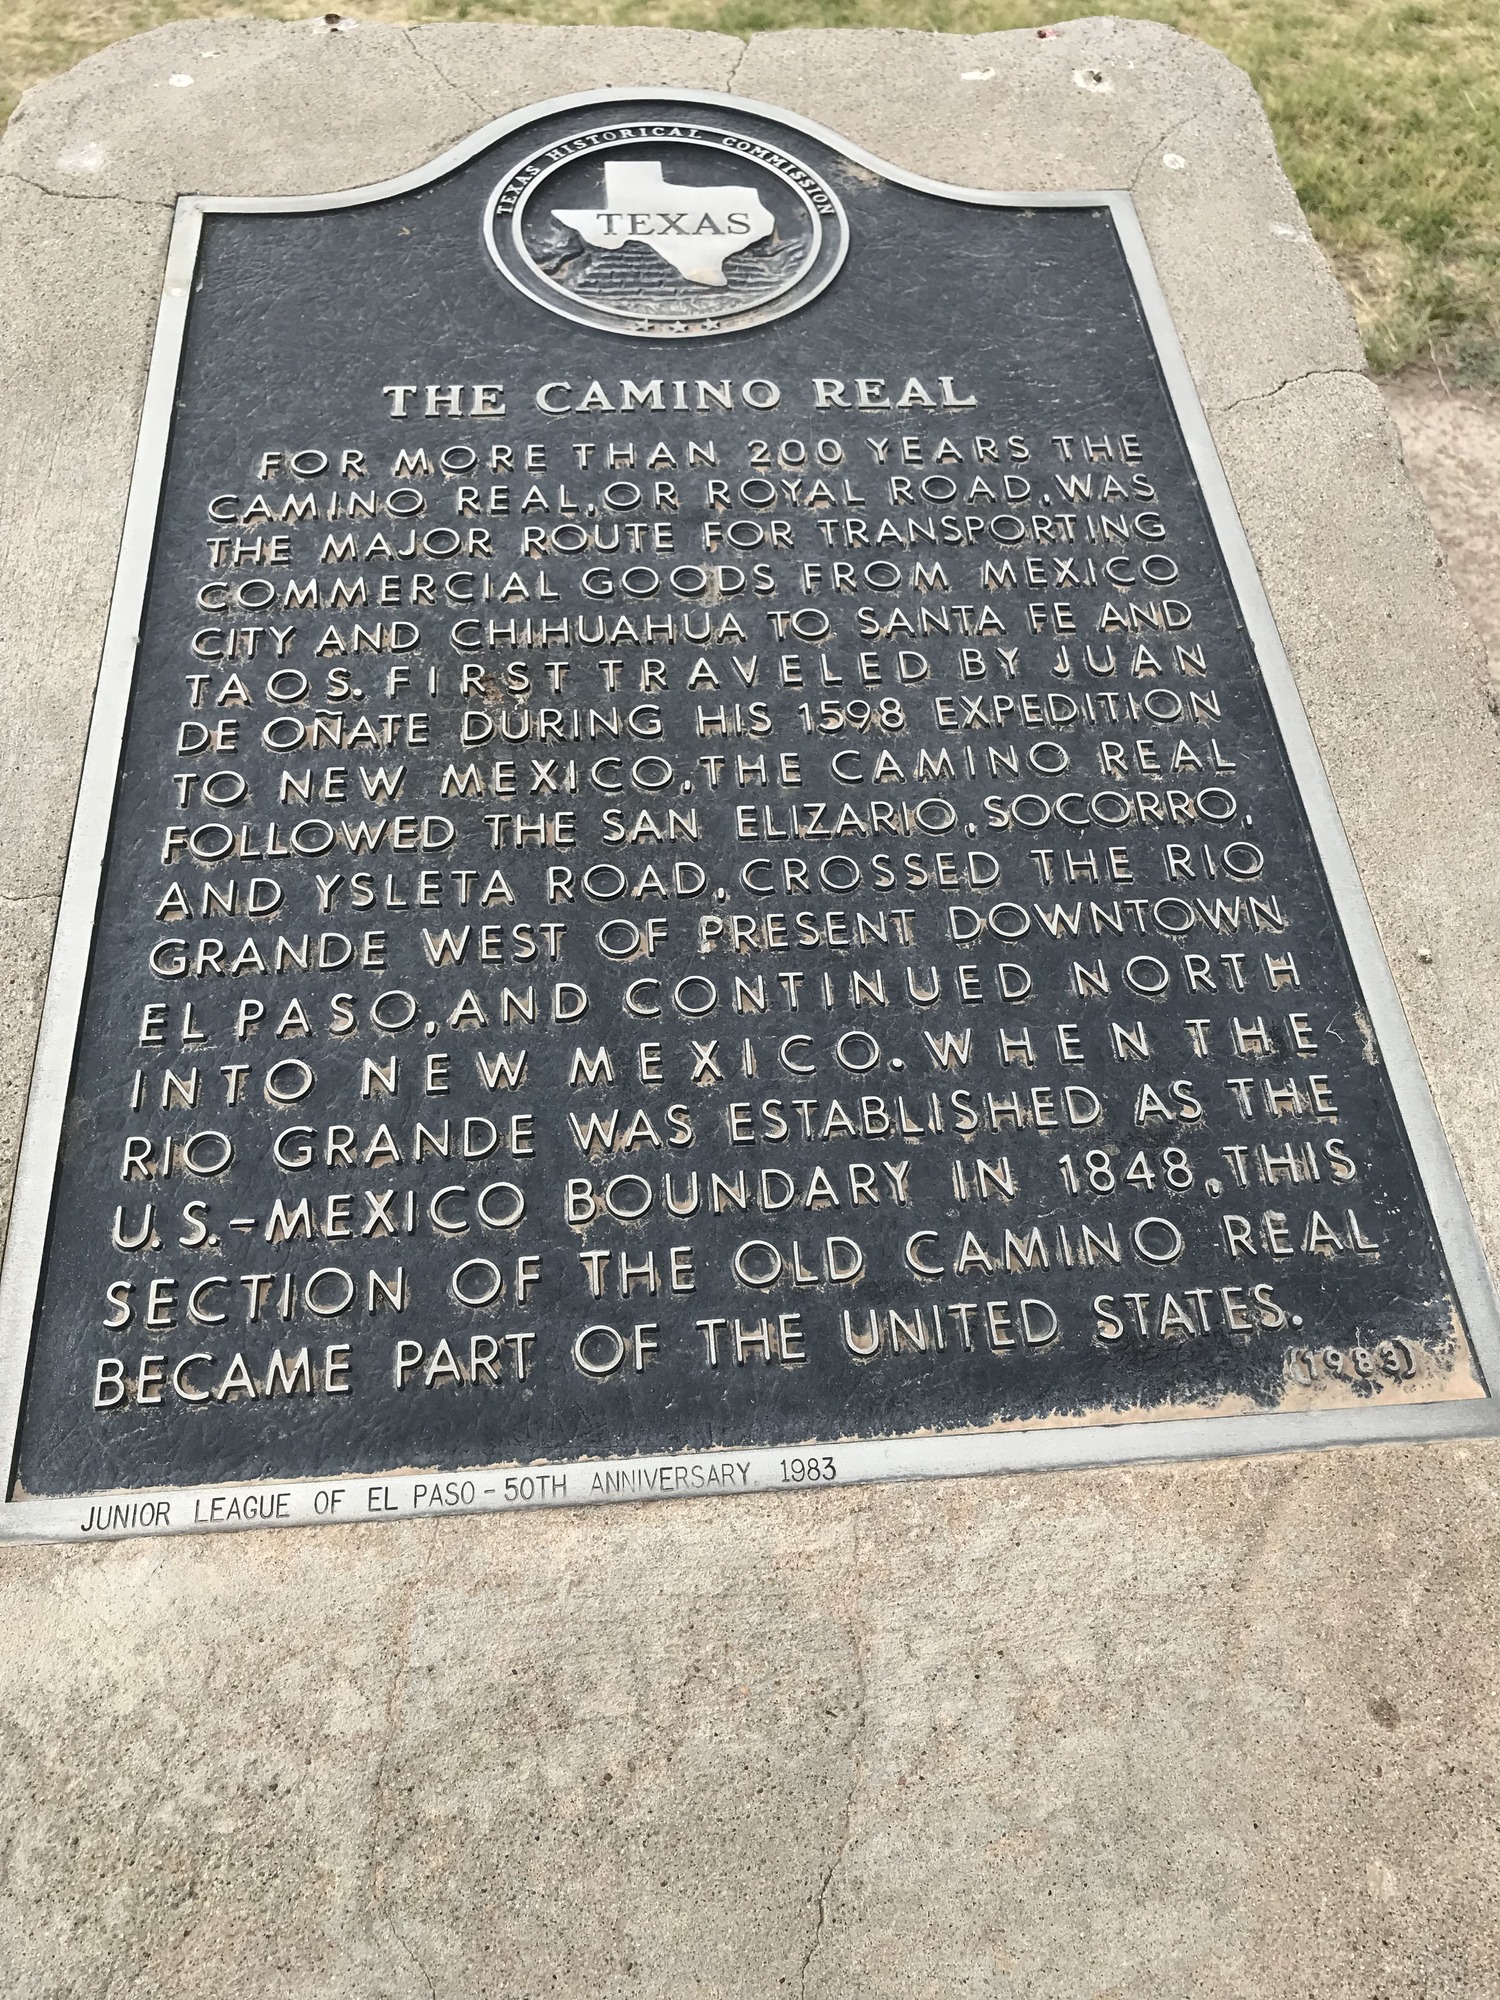 TEXAS HISTORICAL COMMISSION
TEXAS
THE CAMINO REAL
FOR MORE THAN 200 YEARS THE
CAMINO REAL, OR ROYAL ROAD, WAS
THE MAJOR ROUTE FOR TRANSPORTING
COMMERCIAL GOODS FROM MEXICO
CITY AND CHIHUAHUA TO SANTA FE AND
TAOS. FIRST TRAVELED BY JUAN
DE OÑATE DURING HIS 1598 EXPEDITION
TO NEW MEXICO, THE CAMINO REAL
FOLLOWED THE SAN ELIZARIO, SOCORRO,
AND YSLETA ROAD, CROSSED THE RIO
GRANDE WEST OF PRESENT DOWNTOWN
EL PASO, AND CONTINUED NORTH
INTO NEW MEXICO. WHEN THE
RIO GRANDE WAS ESTABLISHED AS THE
U.S.-MEXICO BOUNDARY IN 1848, THIS
SECTION OF THE OLD CAMINO REAL
BECAME PART OF THE UNITED STATES.
(1983)
JUNIOR LEAGUE OF EL PASO - 50TH ANNIVERSARY, 1983